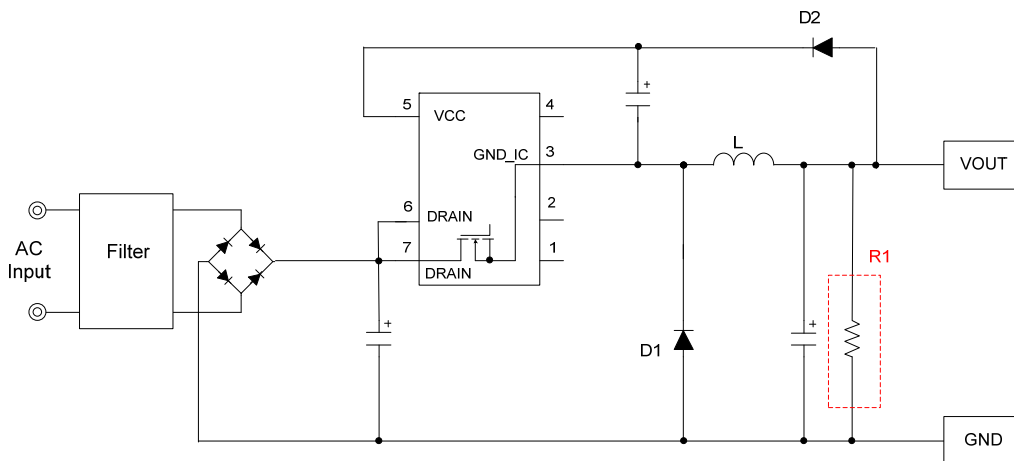 D2
5
VCC
4
+
GND_IC
3
L
VOUT
6
DRAIN
2
AC
Input
Filter
7
DRAIN
1
R1
+
D1
+
GND